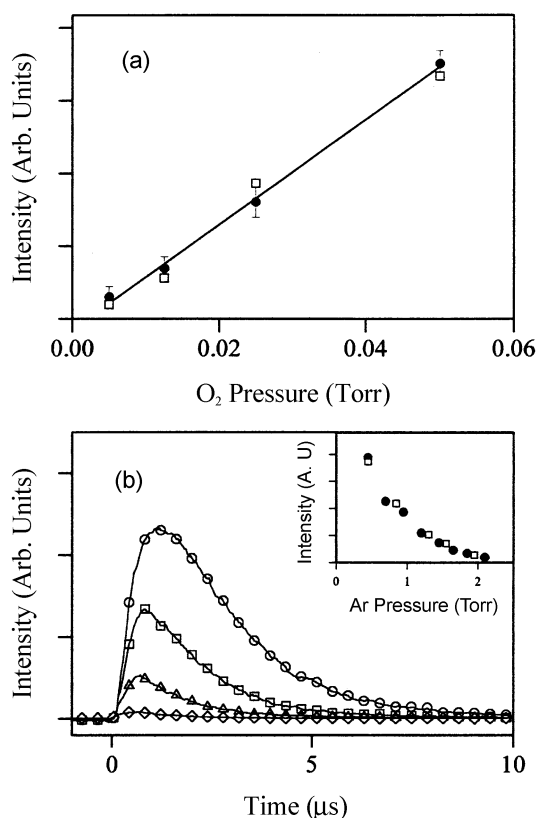 (a)
Intensity (Arb. Units)
0.00 0.02 0.04 0.06
O₂ Pressure (Torr)
(b)
Intensity (Arb. Units)
Intensity (A. U)
0 1 2
Ar Pressure (Torr)
0 5 10
Time (μs)